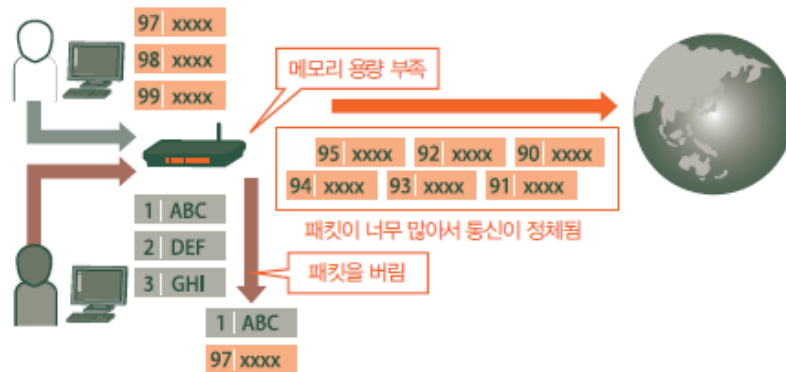 97 xxxx
98 xxxx
99 xxxx
메모리 용량 부족
95 xxxx 92 xxxx 90 xxxx
94 xxxx 93 xxxx 91 xxxx
패킷이 너무 많아서 통신이 정체됨
1 ABC
2 DEF
3 GHI
패킷을 버림
1 ABC
97 xxxx